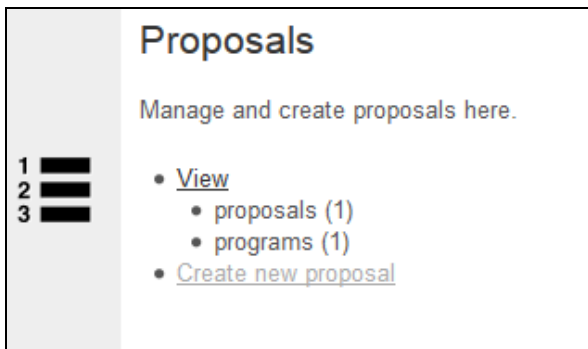 Proposals
Manage and create proposals here.
1
2
3
View
proposals (1)
programs (1)
Create new proposal